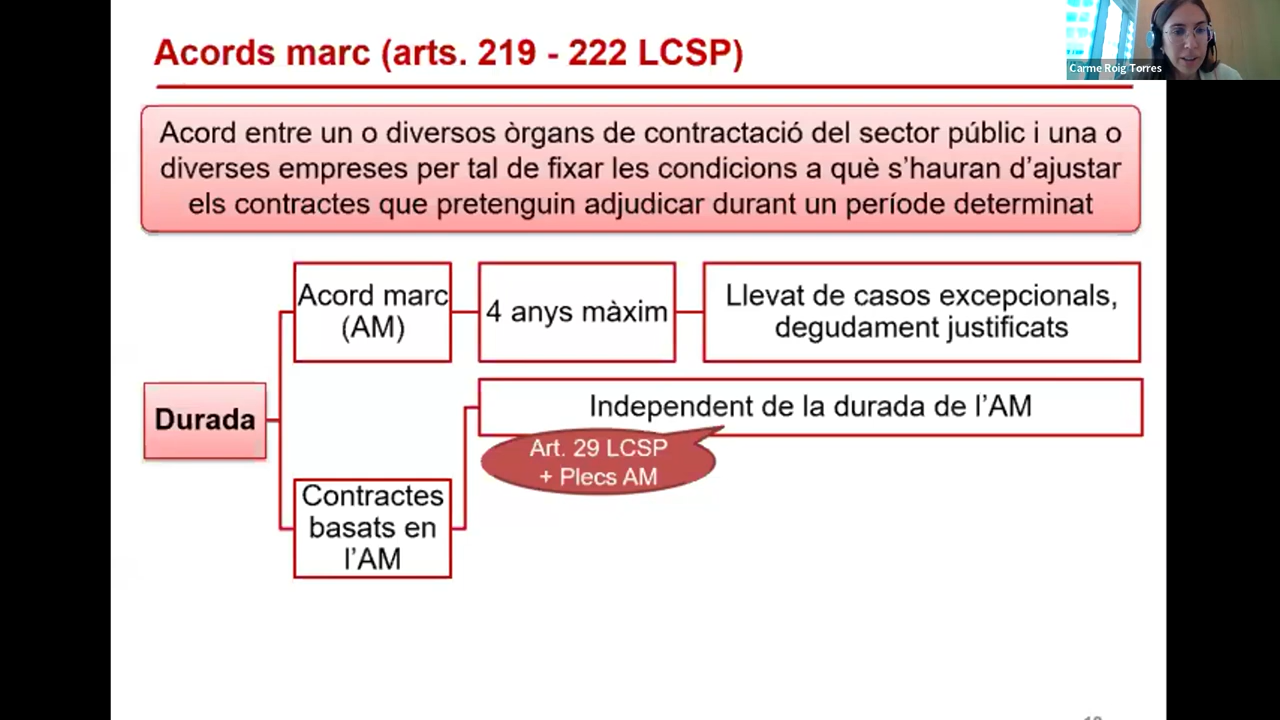 Acords marc (arts. 219 - 222 LCSP)
Carme Roig Torres
Acord entre un o diversos òrgans de contractació del sector públic i una o
diverses empreses per tal de fixar les condicions a què s’hauran d’ajustar
els contractes que pretenguin adjudicar durant un període determinat
Acord marc
(AM)
4 anys màxim
Llevat de casos excepcionals,
degudament justificats
Durada
Independent de la durada de l’AM
Art. 29 LCSP
+ Plecs AM
Contractes
basats en
l’AM